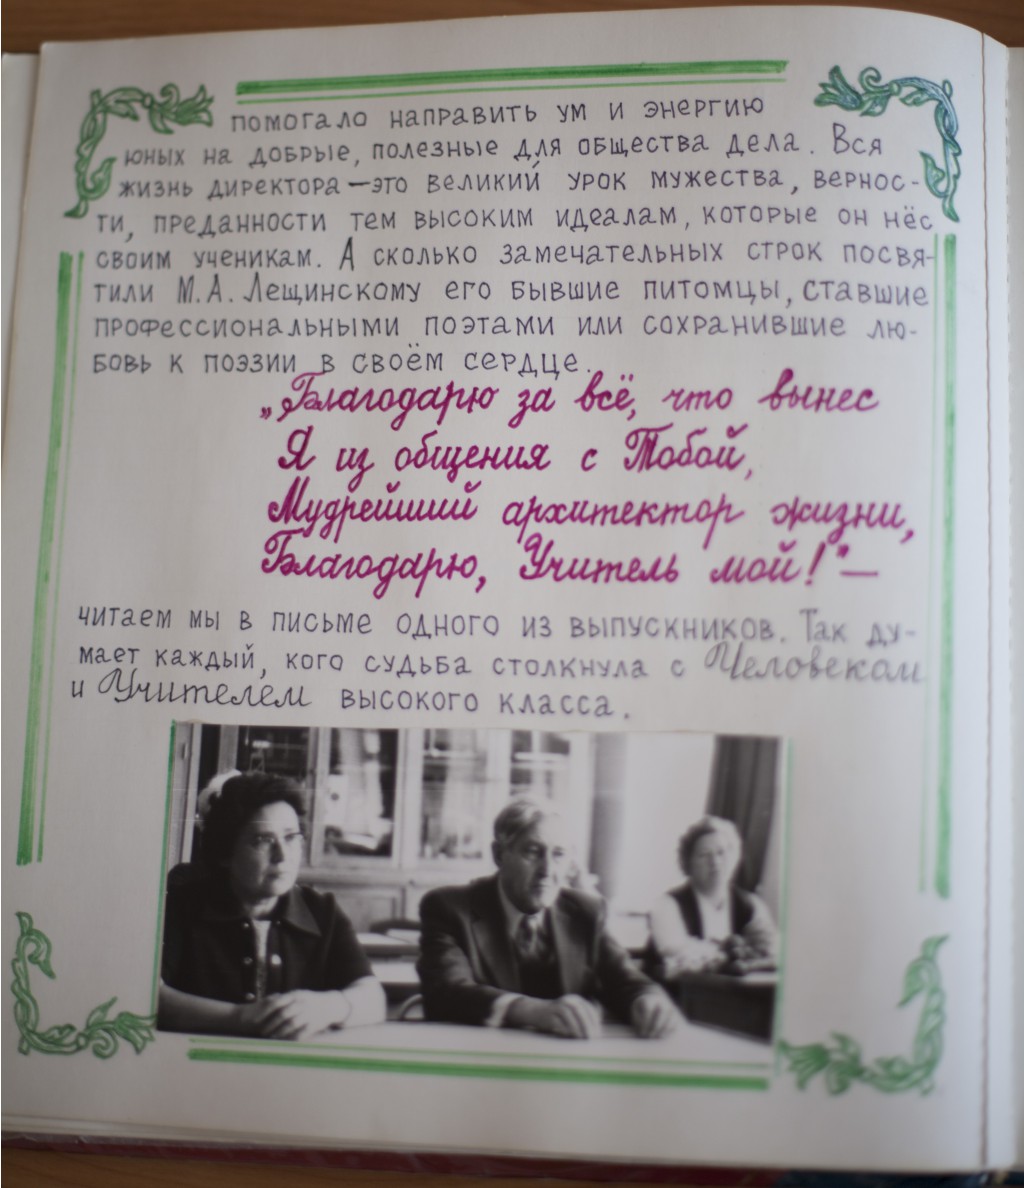 помогало направить ум и энергию
юных на добрые, полезные для общества дела. Вся
жизнь директора — это великий урок мужества, вернос-
ти, преданности тем высоким идеалам, которые он нёс
своим ученикам. А сколько замечательных строк посвя-
тили М.А. Лещинскому его бывшие питомцы, ставшие
профессиональными поэтами или сохранившие лю-
бовь к поэзии в своём сердце.
„Благодарю за всё, что вынес
Я из общения с Тобой,
Мудрейший архитектор жизни,
Благодарю, Учитель мой!" —
читаем мы в письме одного из выпускников. Так ду-
мает каждый, кого судьба столкнула с Человеком
и Учителем высокого класса.